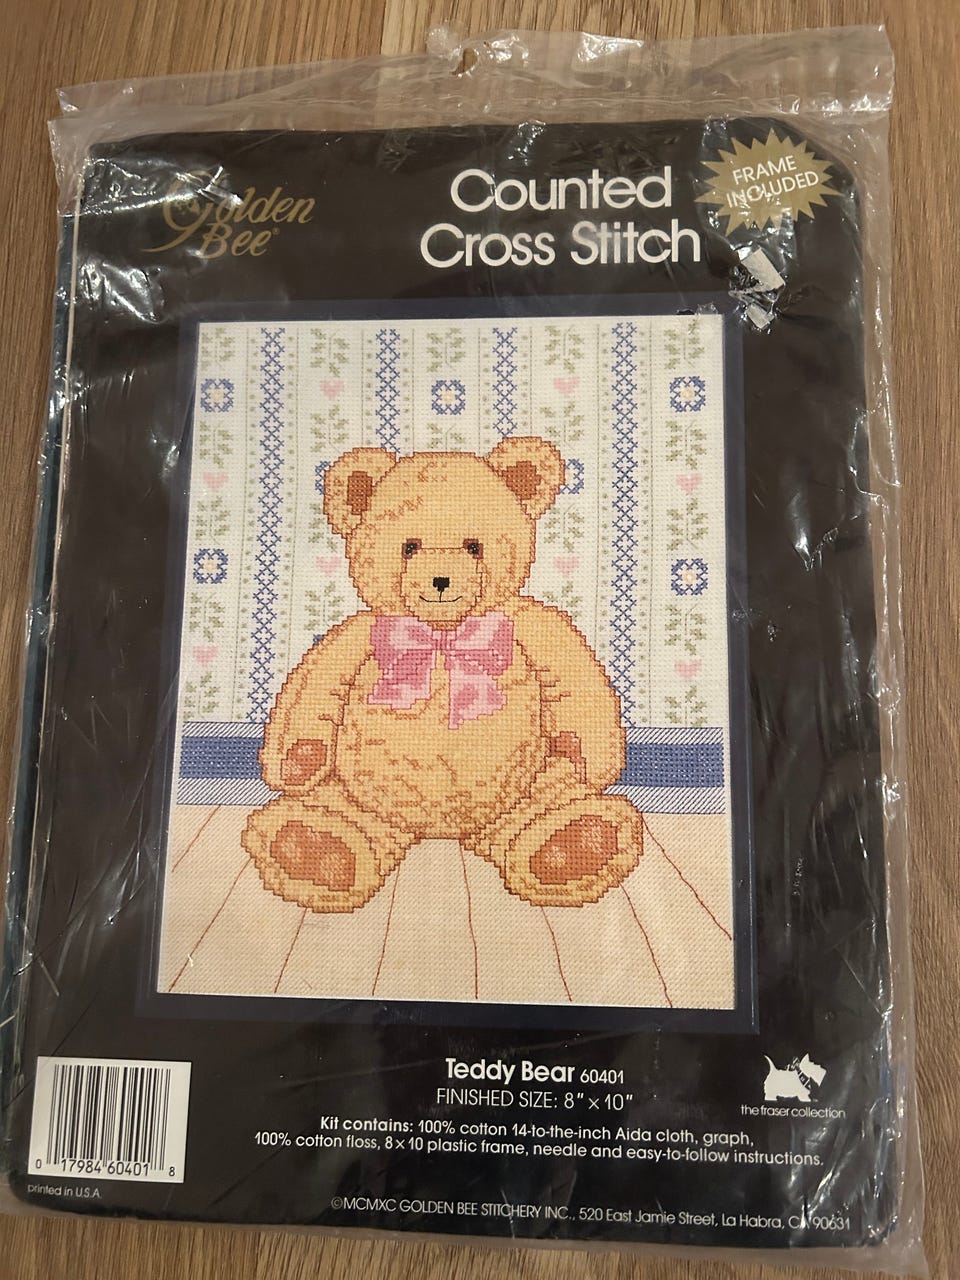 Golden
Bee®
Counted
Cross Stitch
FRAME
INCLUDED
Teddy Bear 60401
FINISHED SIZE: 8" × 10"
the fraser collection
Kit contains: 100% cotton 14-to-the-inch Aida cloth, graph,
100% cotton floss, 8 × 10 plastic frame, needle and easy-to-follow instructions.
0 17984 60401 8
printed in U.S.A.
©MCMXC GOLDEN BEE STITCHERY INC., 520 East Jamie Street, La Habra, CA 90631